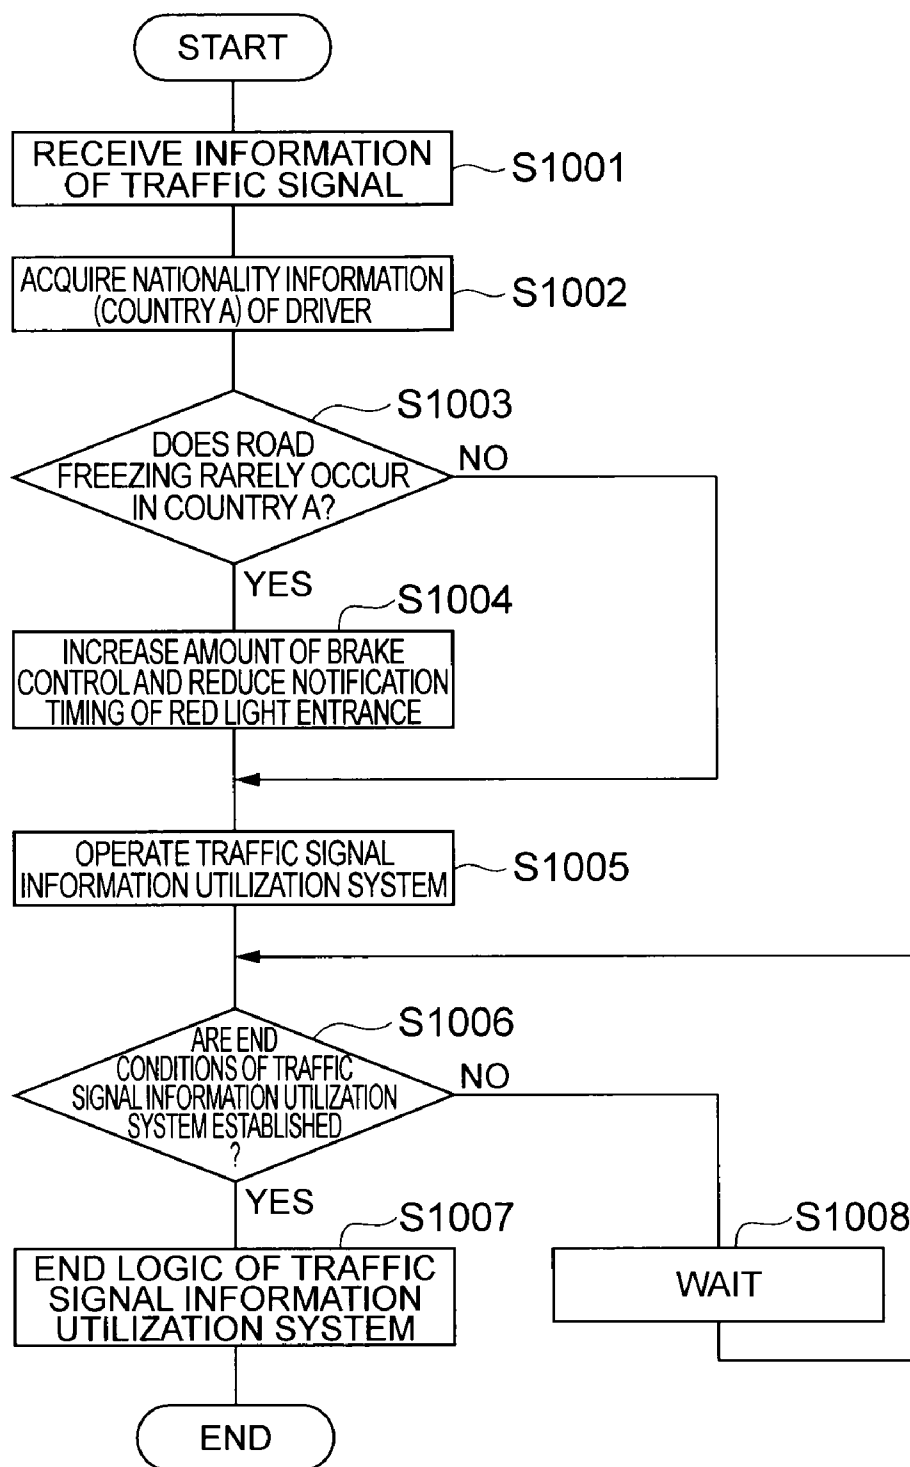 START
RECEIVE INFORMATION
OF TRAFFIC SIGNAL
S1001
ACQUIRE NATIONALITY INFORMATION
(COUNTRY A) OF DRIVER
S1002
S1003
DOES ROAD
FREEZING RARELY OCCUR
IN COUNTRY A?
NO
YES
S1004
INCREASE AMOUNT OF BRAKE
CONTROL AND REDUCE NOTIFICATION
TIMING OF RED LIGHT ENTRANCE
OPERATE TRAFFIC SIGNAL
INFORMATION UTILIZATION SYSTEM
S1005
S1006
ARE END
CONDITIONS OF TRAFFIC
SIGNAL INFORMATION UTILIZATION
SYSTEM ESTABLISHED
?
NO
YES
S1007
END LOGIC OF TRAFFIC
SIGNAL INFORMATION
UTILIZATION SYSTEM
S1008
WAIT
END